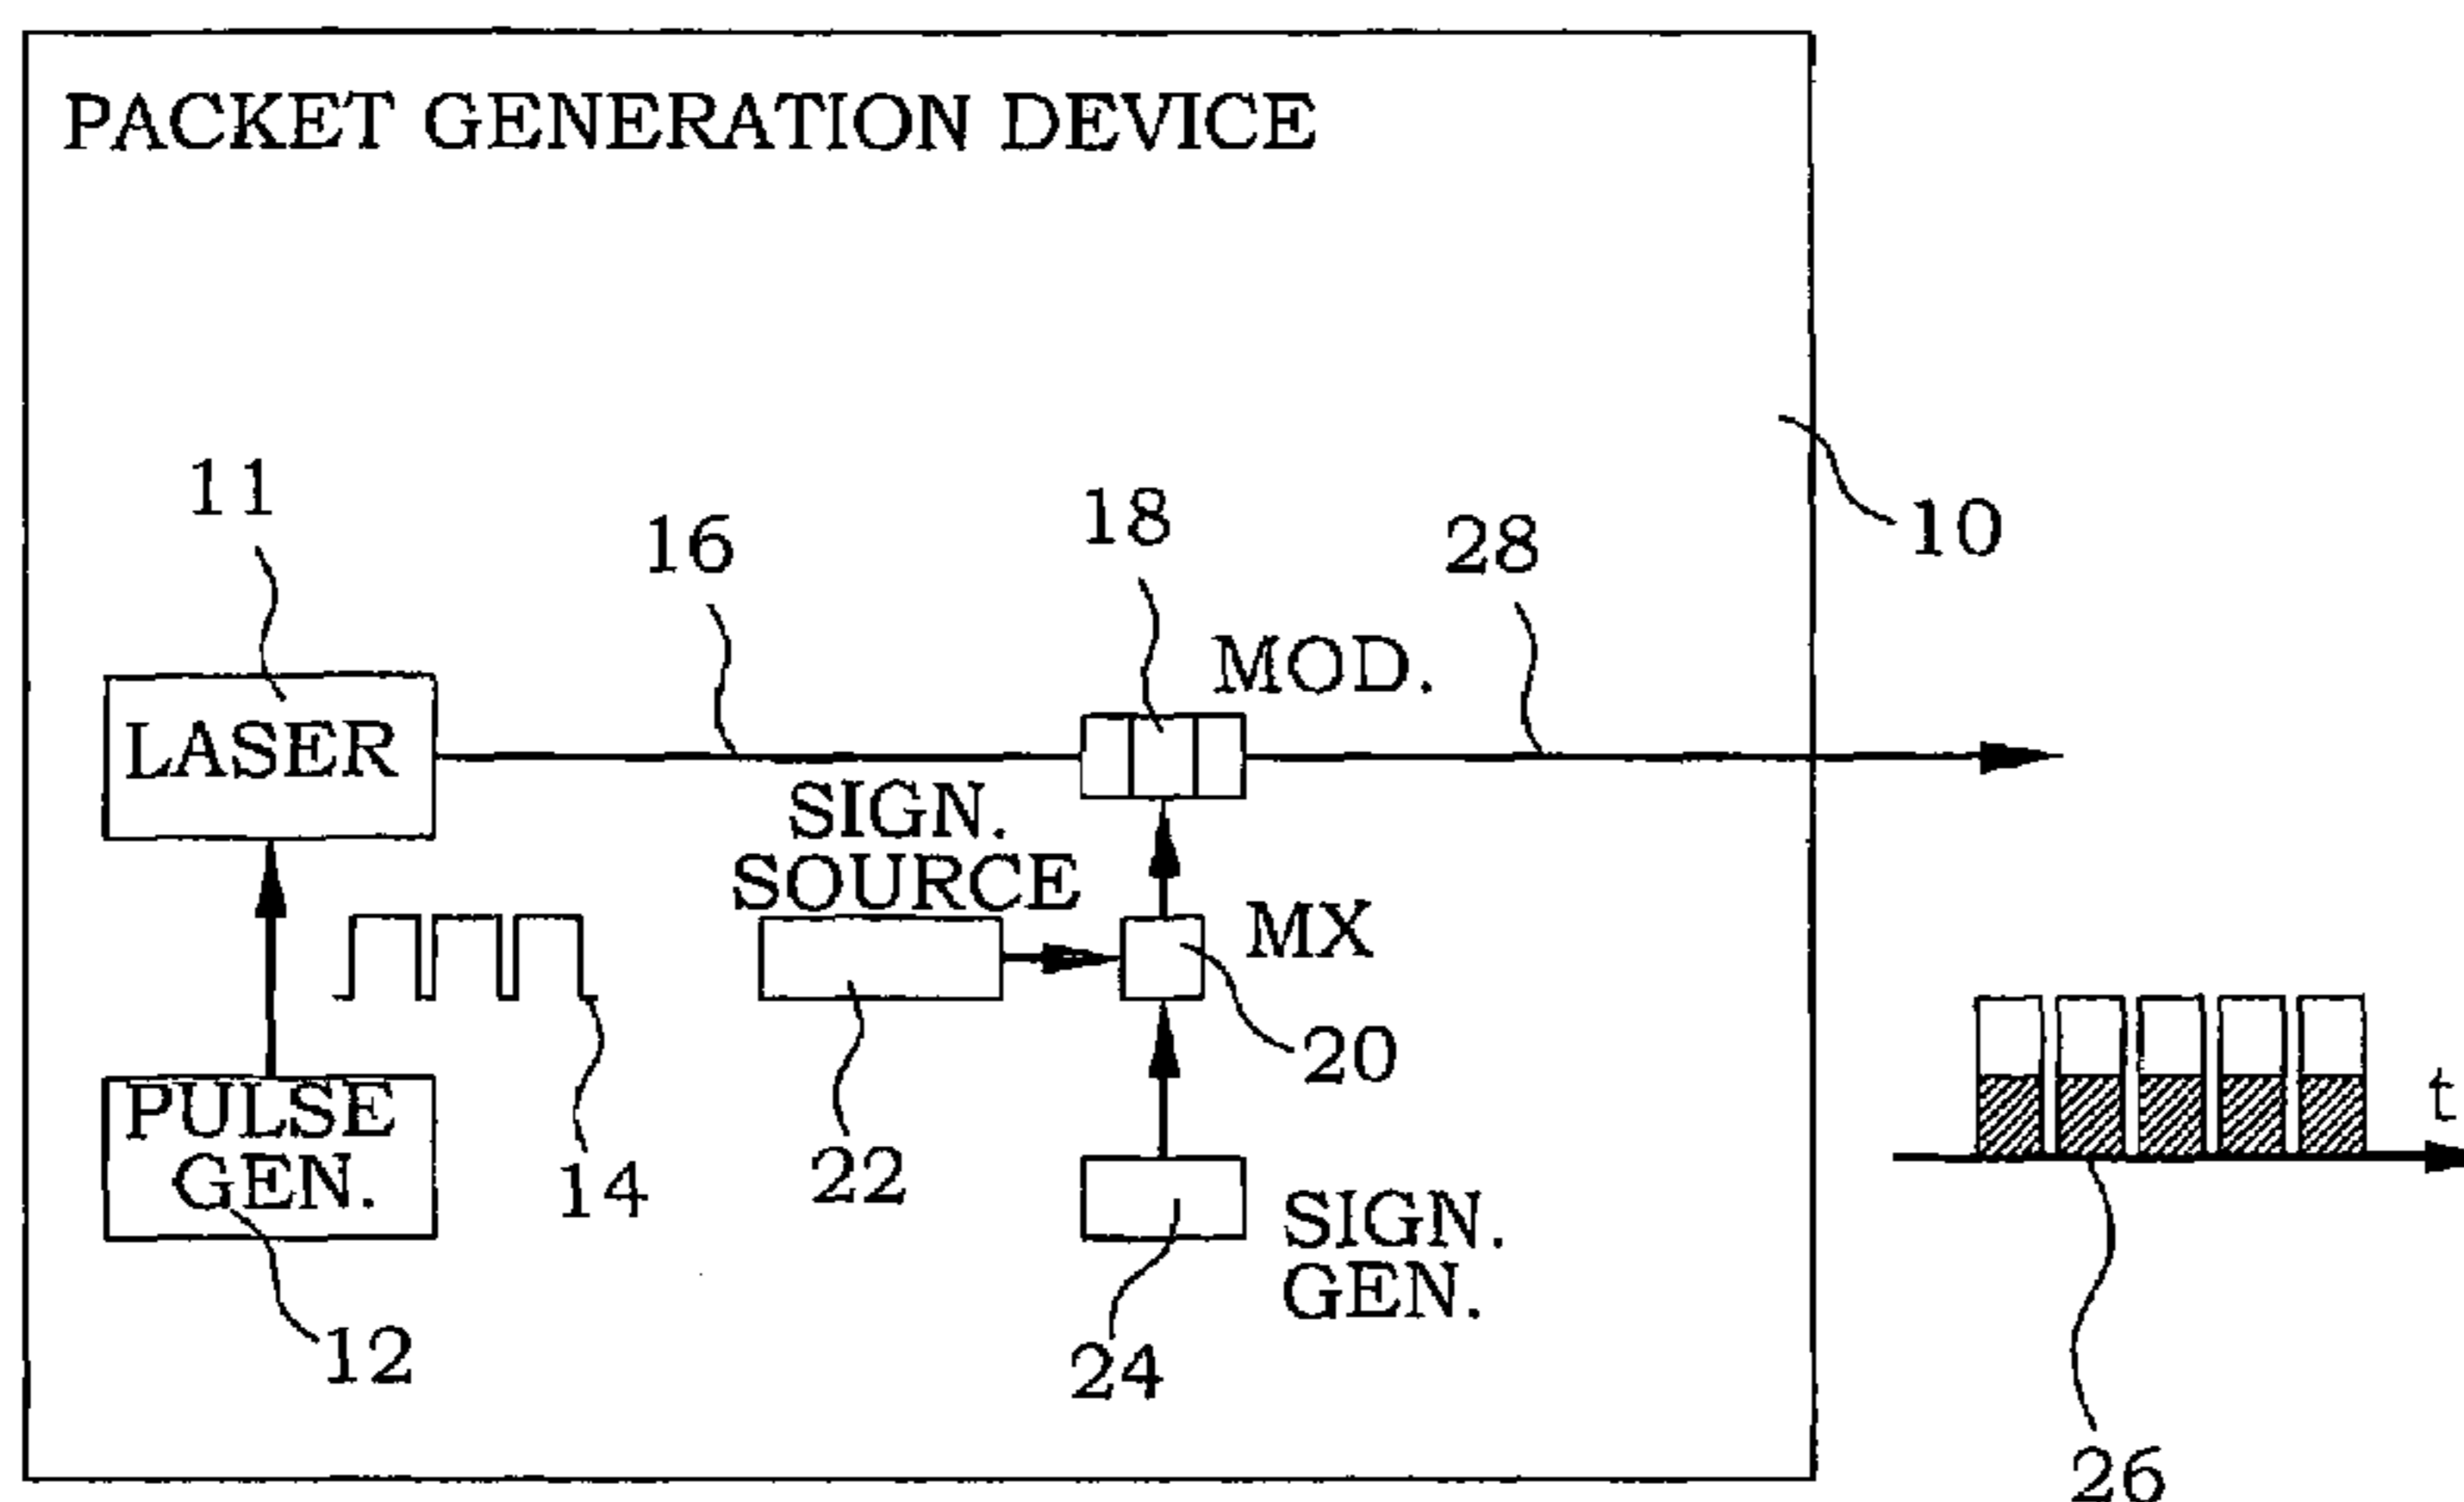 PACKET GENERATION DEVICE
11
16
18
28
10
MOD.
LASER
SIGN.
SOURCE
MX
PULSE
GEN.
14
22
20
t
SIGN.
GEN.
12
24
26